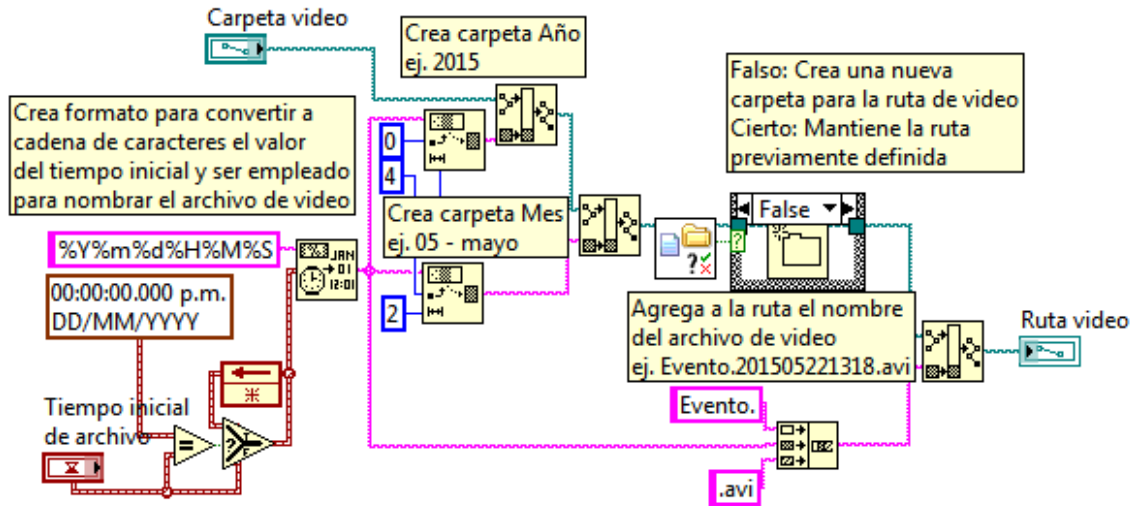 Carpeta video
Crea carpeta Año
ej. 2015
Falso: Crea una nueva
carpeta para la ruta de video
Cierto: Mantiene la ruta
previamente definida
Crea formato para convertir a
cadena de caracteres el valor
del tiempo inicial y ser empleado
para nombrar el archivo de video
0
4
Crea carpeta Mes
ej. 05 - mayo
False
?
?
%Y%m%d%H%M%S
%
JAN
01
12:01
2
00:00:00.000 p.m.
DD/MM/YYYY
Agrega a la ruta el nombre
del archivo de video
ej. Evento.201505221318.avi
Ruta video
Tiempo inicial
de archivo
=
?
T
F
Evento.
.avi